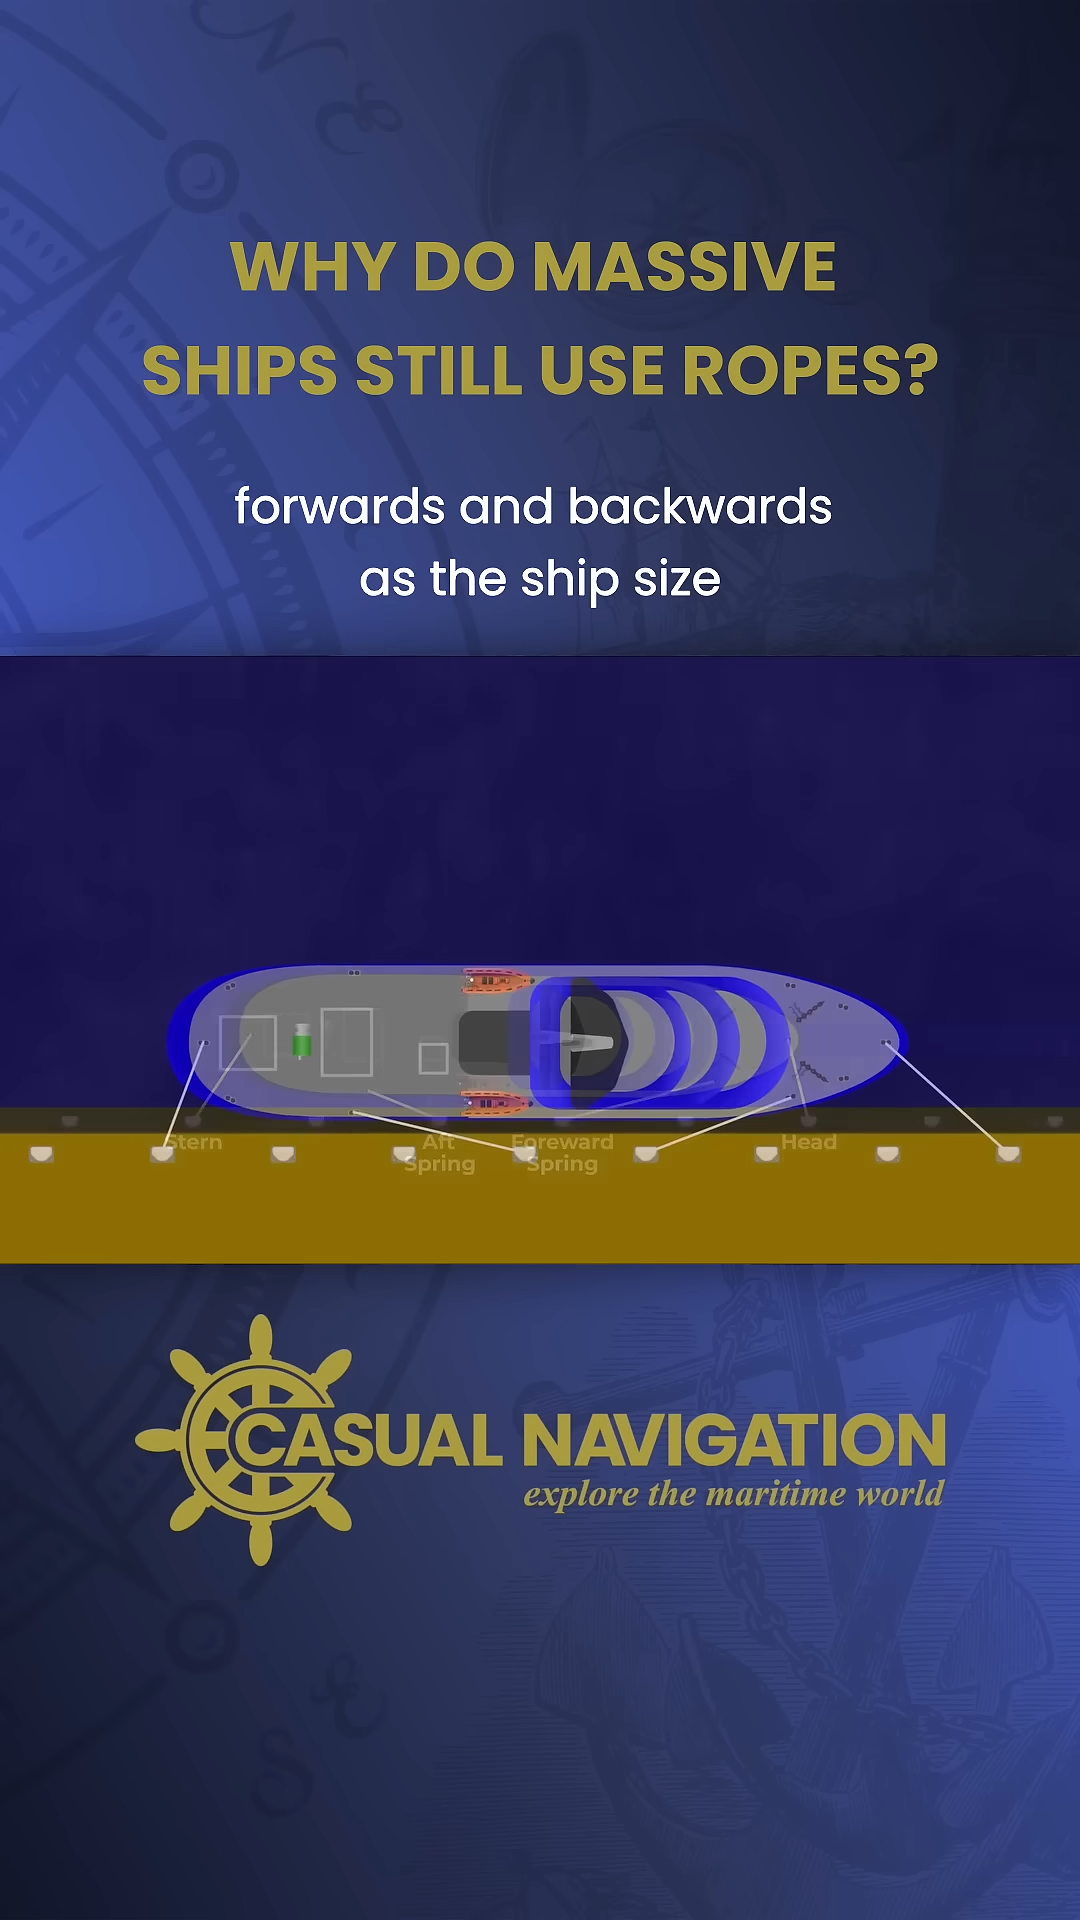 N
E
WHY DO MASSIVE
SHIPS STILL USE ROPES?
forwards and backwards
as the ship size
Stern
Aft
Spring
Foreward
Spring
Head
CASUAL NAVIGATION
explore the maritime world
E
S